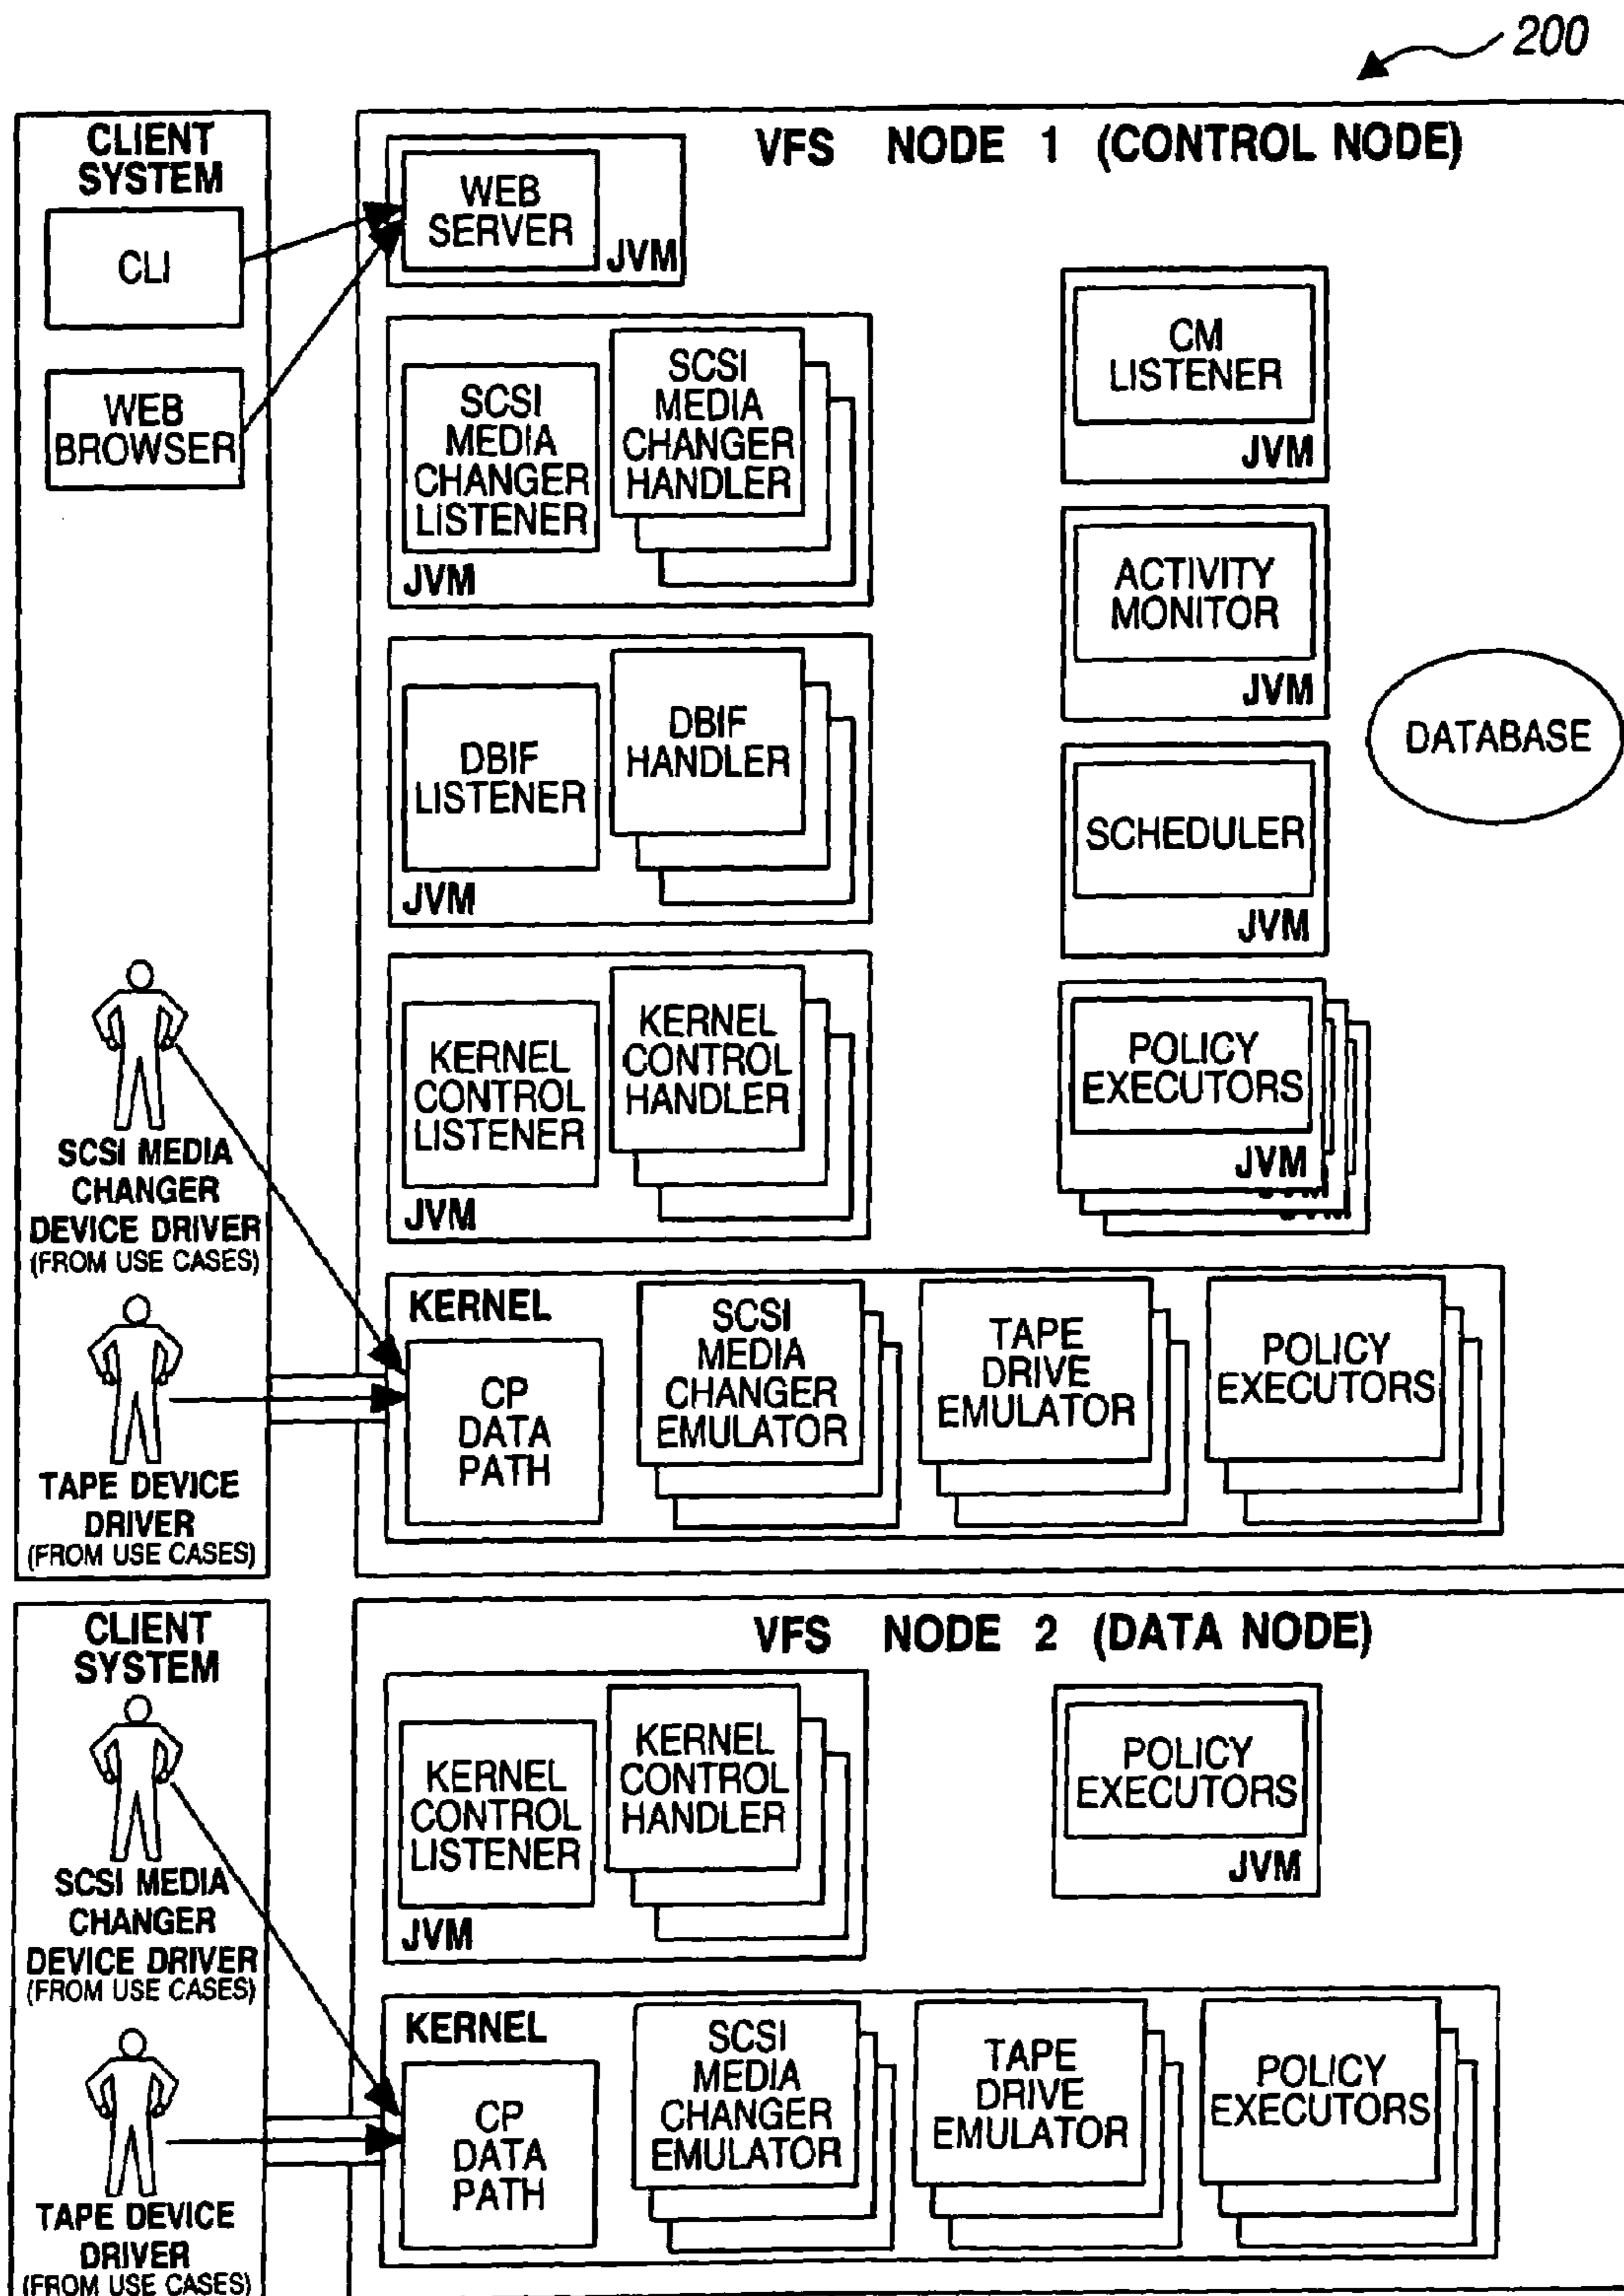 200
CLIENT
SYSTEM
CLI
WEB
BROWSER
SCSI MEDIA
CHANGER
DEVICE DRIVER
(FROM USE CASES)
TAPE DEVICE
DRIVER
(FROM USE CASES)
VFS NODE 1 (CONTROL NODE)
WEB
SERVER
JVM
SCSI
MEDIA
CHANGER
LISTENER
SCSI
MEDIA
CHANGER
HANDLER
JVM
DBIF
LISTENER
DBIF
HANDLER
JVM
KERNEL
CONTROL
LISTENER
KERNEL
CONTROL
HANDLER
JVM
CM
LISTENER
JVM
ACTIVITY
MONITOR
JVM
SCHEDULER
JVM
POLICY
EXECUTORS
JVM
DATABASE
KERNEL
CP
DATA
PATH
SCSI
MEDIA
CHANGER
EMULATOR
TAPE
DRIVE
EMULATOR
POLICY
EXECUTORS
CLIENT
SYSTEM
SCSI MEDIA
CHANGER
DEVICE DRIVER
(FROM USE CASES)
TAPE DEVICE
DRIVER
(FROM USE CASES)
VFS NODE 2 (DATA NODE)
KERNEL
CONTROL
LISTENER
KERNEL
CONTROL
HANDLER
JVM
POLICY
EXECUTORS
JVM
KERNEL
CP
DATA
PATH
SCSI
MEDIA
CHANGER
EMULATOR
TAPE
DRIVE
EMULATOR
POLICY
EXECUTORS